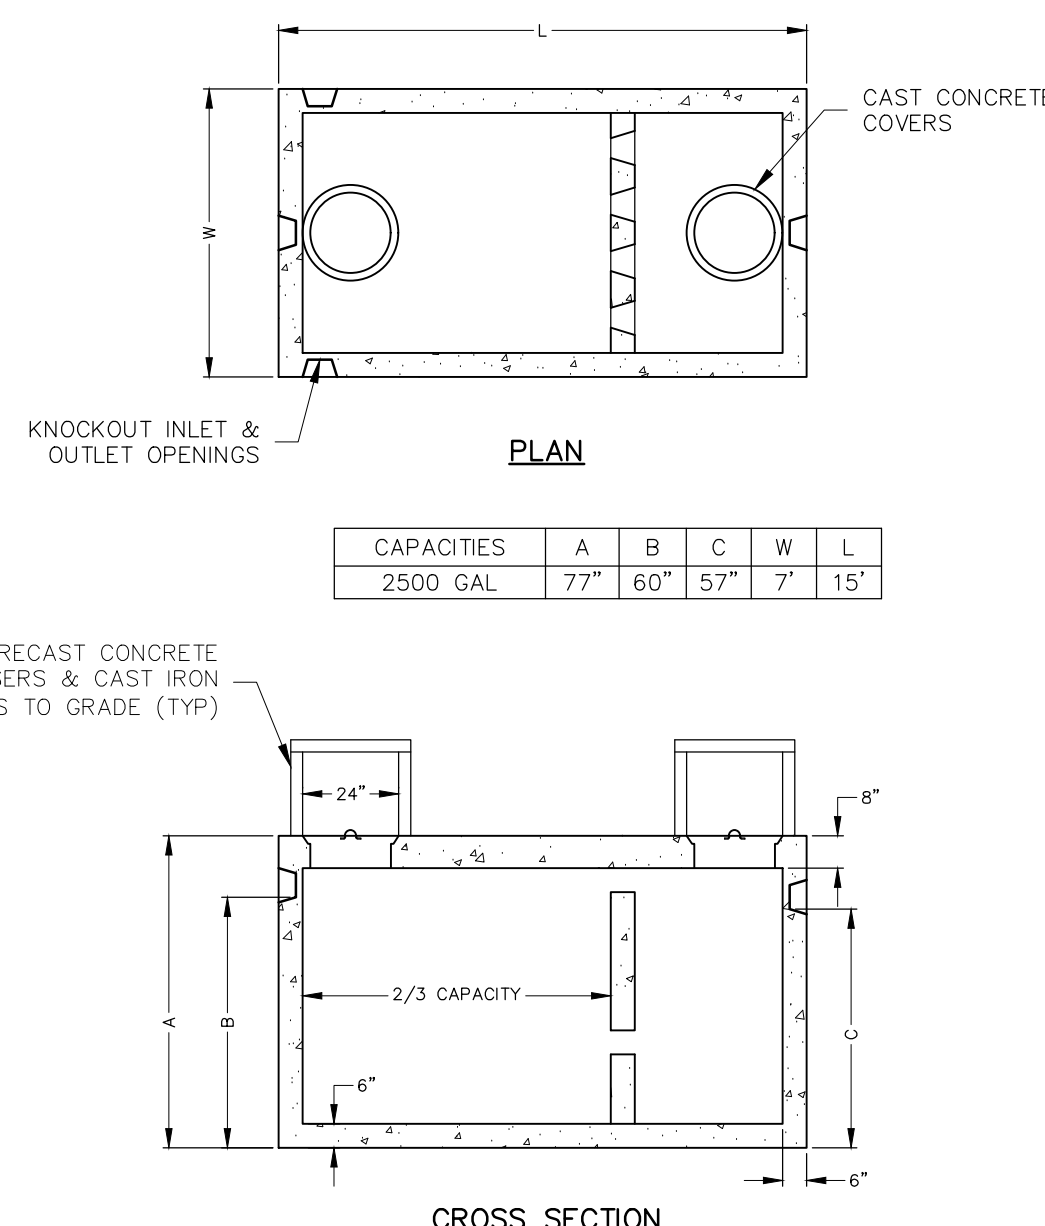 L
CAST CONCRETE
COVERS
W
KNOCKOUT INLET &
OUTLET OPENINGS
PLAN
CAPACITIES A B C W L
2500 GAL 77" 60" 57" 7' 15'
RECAST CONCRETE
SERS & CAST IRON
S TO GRADE (TYP)
24"
8"
2/3 CAPACITY
A
B
C
6"
6"
CROSS SECTION